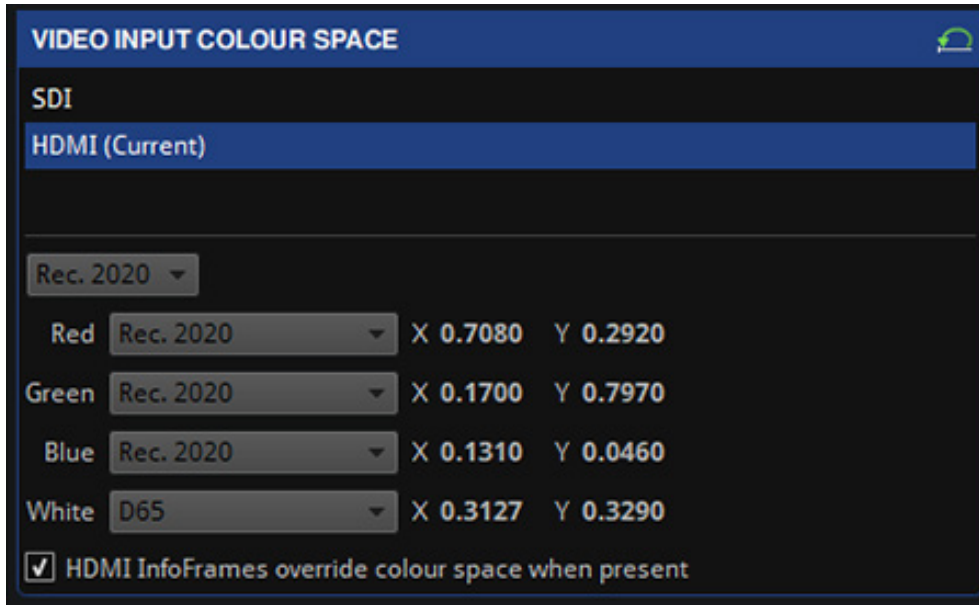 VIDEO INPUT COLOUR SPACE
SDI
HDMI (Current)
Rec. 2020
Red Rec. 2020 X 0.7080 Y 0.2920
Green Rec. 2020 X 0.1700 Y 0.7970
Blue Rec. 2020 X 0.1310 Y 0.0460
White D65 X 0.3127 Y 0.3290
HDMI InfoFrames override colour space when present